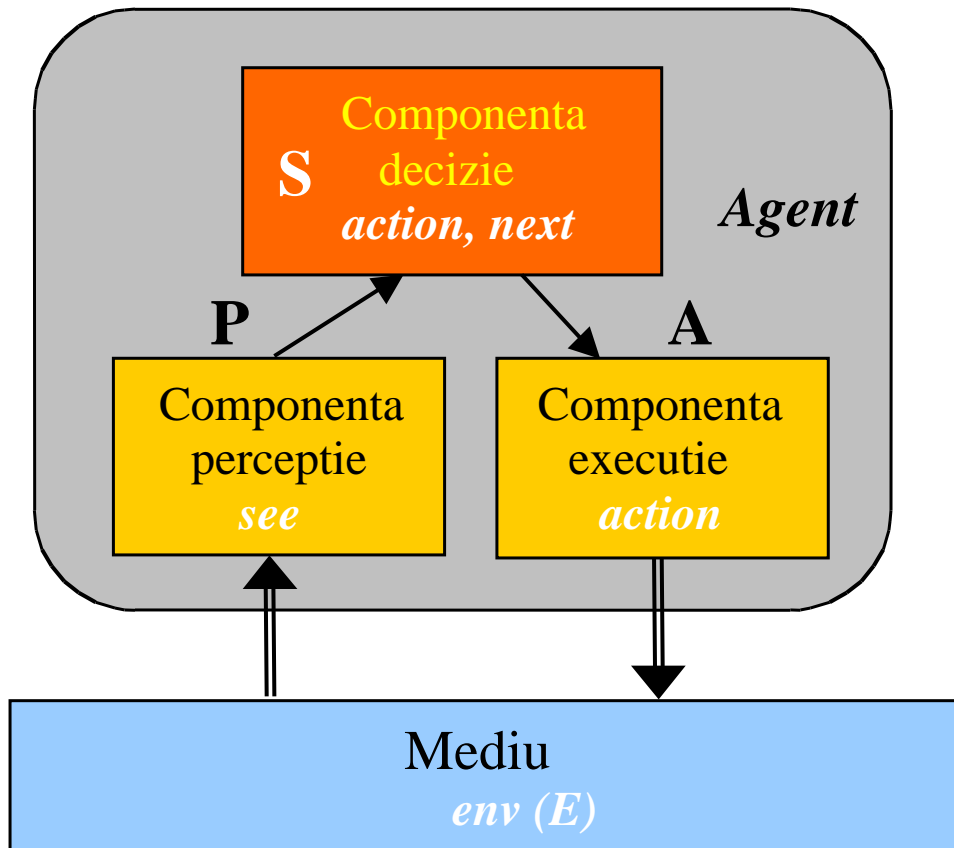 Componenta
decizie
S
action, next
Agent
P
A
Componenta
perceptie
see
Componenta
executie
action
Mediu
env (E)